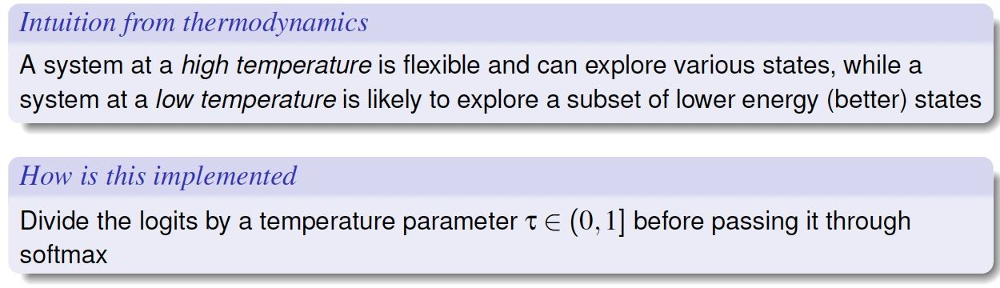 Intuition from thermodynamics
A system at a high temperature is flexible and can explore various states, while a
system at a low temperature is likely to explore a subset of lower energy (better) states
How is this implemented
Divide the logits by a temperature parameter τ ∈ (0, 1] before passing it through
softmax